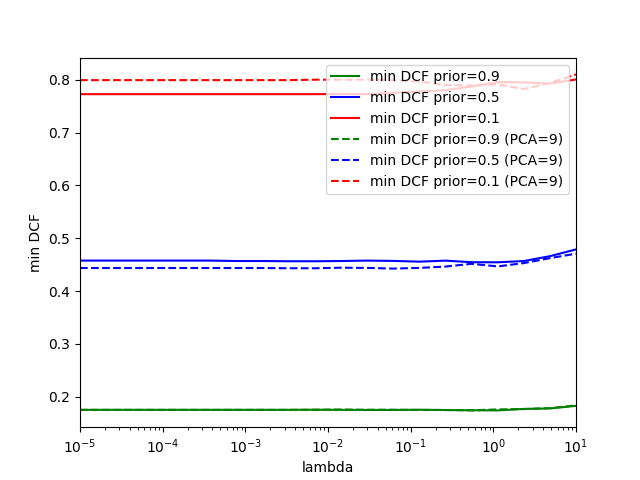 0.8
0.7
0.6
0.5
0.4
0.3
0.2
min DCF
min DCF prior=0.9
min DCF prior=0.5
min DCF prior=0.1
min DCF prior=0.9 (PCA=9)
min DCF prior=0.5 (PCA=9)
min DCF prior=0.1 (PCA=9)
10⁻⁵ 10⁻⁴ 10⁻³ 10⁻² 10⁻¹ 10⁰ 10¹
lambda